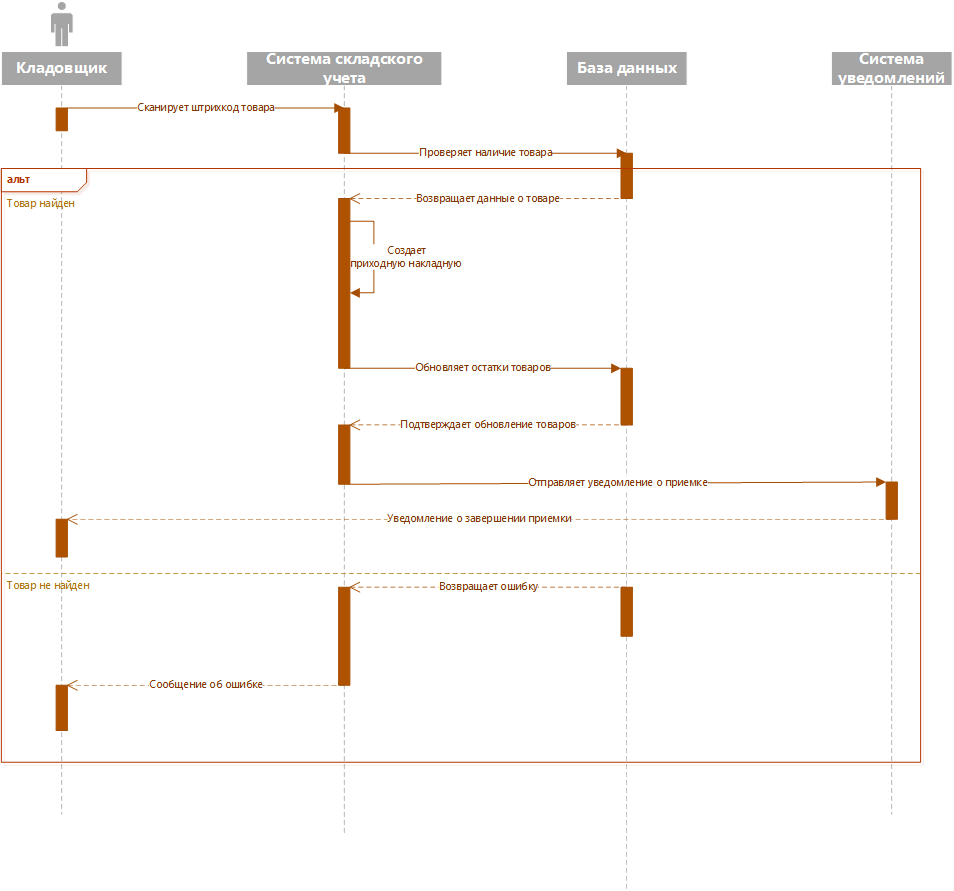 Кладовщик
Система складского
учета
База данных
Система
уведомлений
Сканирует штрихкод товара
Проверяет наличие товара
альт
Товар найден
Возвращает данные о товаре
Создает
приходную накладную
Обновляет остатки товаров
Подтверждает обновление товаров
Отправляет уведомление о приемке
Уведомление о завершении приемки
Товар не найден
Возвращает ошибку
Сообщение об ошибке